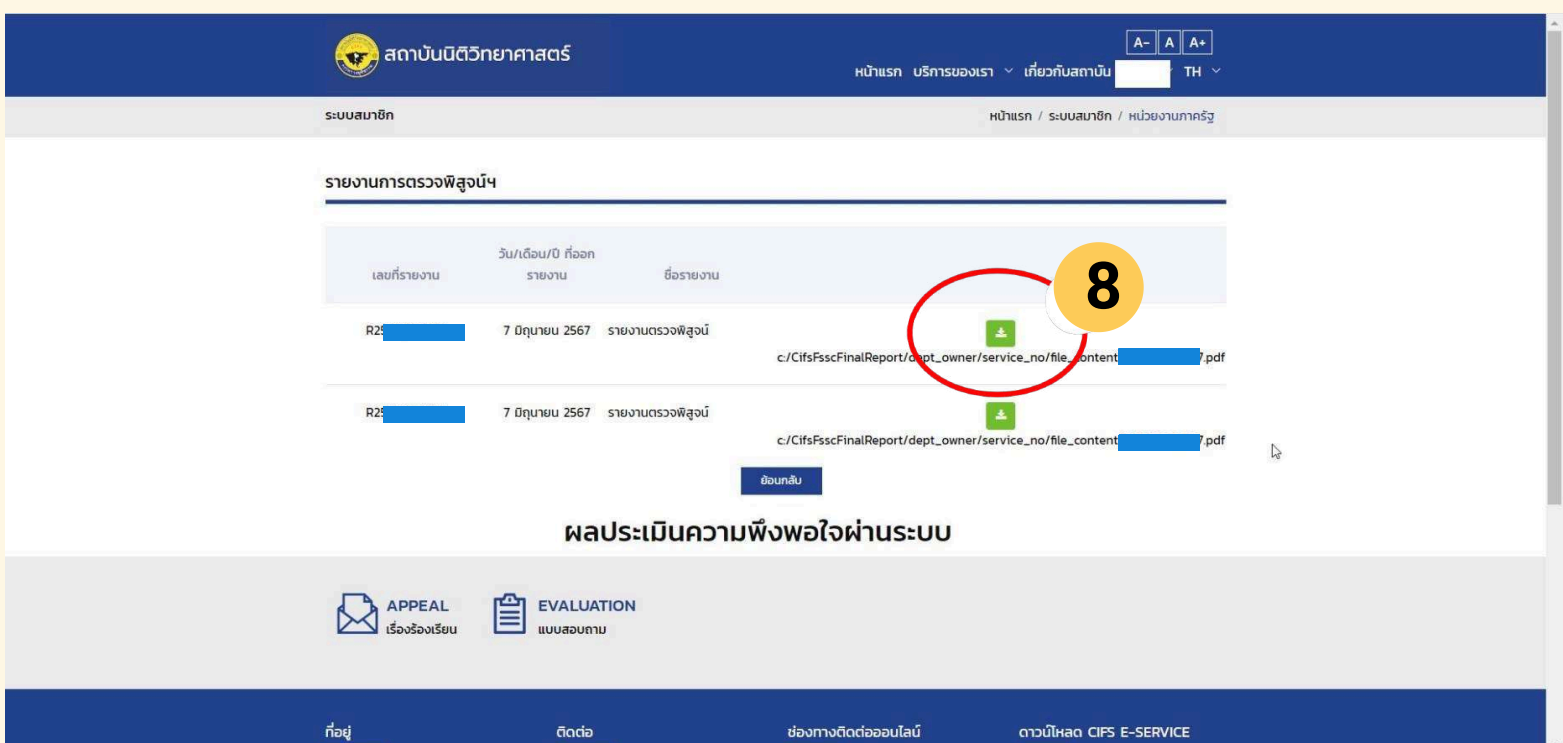 สถาบันนิติวิทยาศาสตร์
A- A A+
หน้าแรก บริการของเรา เกี่ยวกับสถาบัน TH
ระบบสมาชิก
หน้าแรก / ระบบสมาชิก / หน่วยงานภาครัฐ
รายงานการตรวจพิสูจน์ฯ
วัน/เดือน/ปี ที่ออก
เลขที่รายงาน รายงาน ชื่อรายงาน
8
R25 7 มิถุนายน 2567 รายงานตรวจพิสูจน์
c:/CifsFsscFinalReport/dept_owner/service_no/file_content 7.pdf
R25 7 มิถุนายน 2567 รายงานตรวจพิสูจน์
c:/CifsFsscFinalReport/dept_owner/service_no/file_content 7.pdf
ย้อนกลับ
ผลประเมินความพึงพอใจผ่านระบบ
APPEAL
เรื่องร้องเรียน
EVALUATION
แบบสอบถาม
ที่อยู่ ติดต่อ ช่องทางติดต่อออนไลน์ ดาวน์โหลด CIFS E-SERVICE